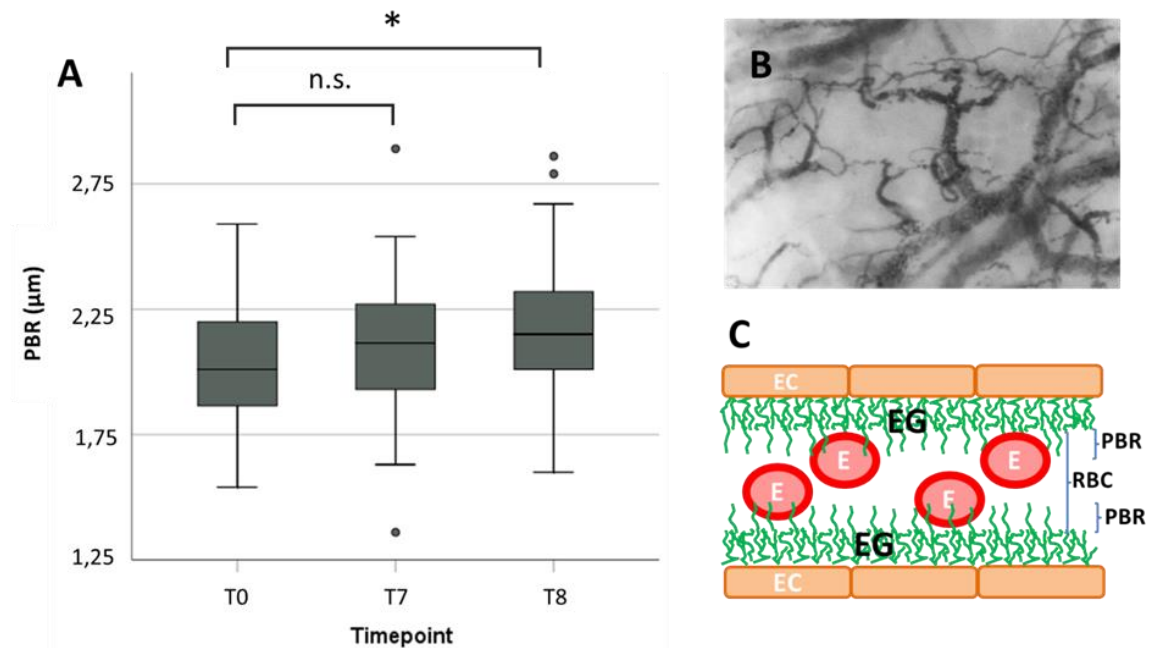 A
*
n.s.
2,75
2,25
1,75
1,25
PBR (µm)
T0
T7
T8
Timepoint
B
C
EC
EG
E
E
E
E
PBR
RBC
PBR
EG
EC